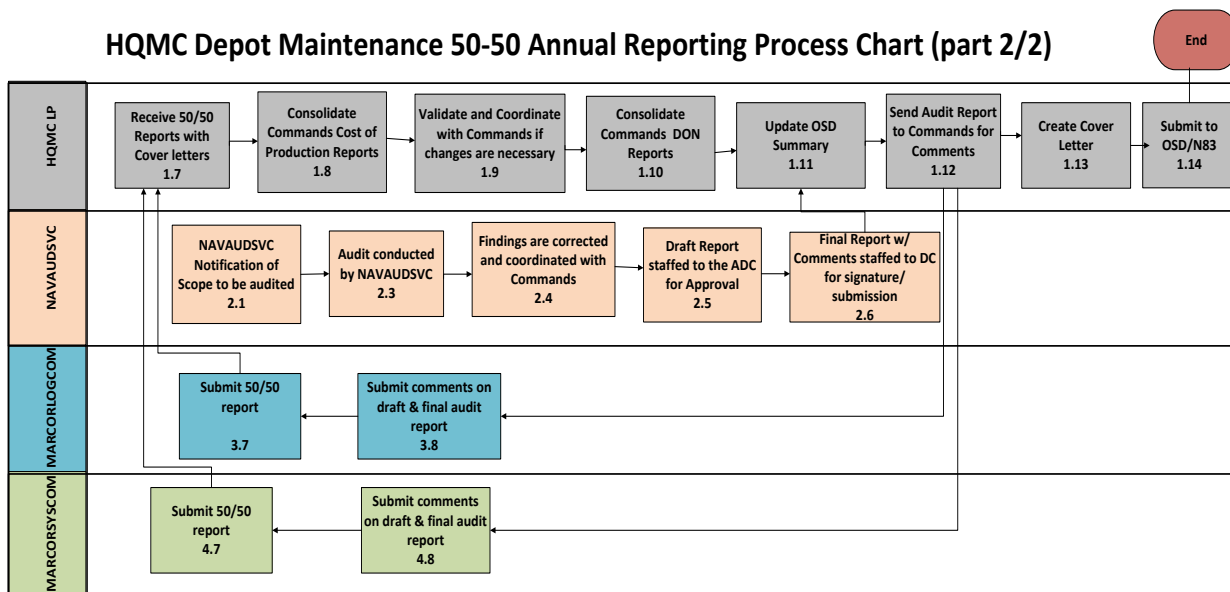 HQMC Depot Maintenance 50-50 Annual Reporting Process Chart (part 2/2)
End
HQMC LP
Receive 50/50
Reports with
Cover letters
1.7
Consolidate
Commands Cost of
Production Reports
1.8
Validate and Coordinate
with Commands if
changes are necessary
1.9
Consolidate
Commands DON
Reports
1.10
Update OSD
Summary
1.11
Send Audit Report
to Commands for
Comments
1.12
Create Cover
Letter
1.13
Submit to
OSD/N83
1.14
NAVAUDSVC
NAVAUDSVC
Notification of
Scope to be audited
2.1
Audit conducted
by NAVAUDSVC
2.3
Findings are corrected
and coordinated with
Commands
2.4
Draft Report
staffed to the ADC
for Approval
2.5
Final Report w/
Comments staffed to DC
for signature/
submission
2.6
MARCORLOGCOM
Submit 50/50
report
3.7
Submit comments on
draft & final audit
report
3.8
MARCORSYSCOM
Submit 50/50
report
4.7
Submit comments
on draft & final audit
report
4.8